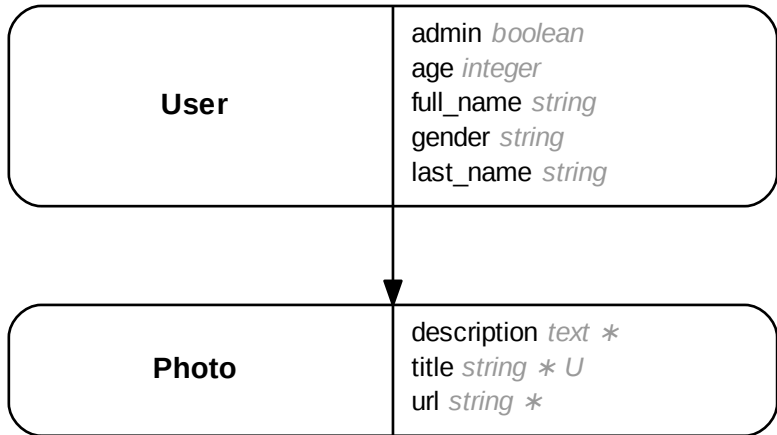 User
admin boolean
age integer
full_name string
gender string
last_name string
Photo
description text ∗
title string ∗ U
url string ∗